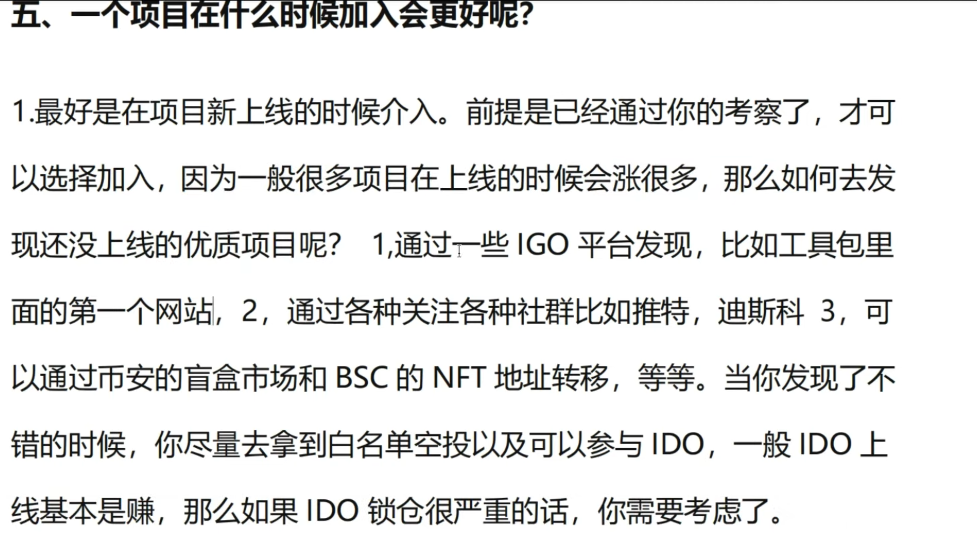 五、一个项目在什么时候加入会更好呢？
1.最好是在项目新上线的时候介入。前提是已经通过你的考察了，才可
以选择加入，因为一般很多项目在上线的时候会涨很多，那么如何去发
现还没上线的优质项目呢？ 1,通过一些 IGO 平台发现，比如工具包里
面的第一个网站，2，通过各种关注各种社群比如推特，迪斯科 3，可
以通过币安的盲盒市场和 BSC 的 NFT 地址转移，等等。当你发现了不
错的时候，你尽量去拿到白名单空投以及可以参与 IDO，一般 IDO 上
线基本是赚，那么如果 IDO 锁仓很严重的话，你需要考虑了。